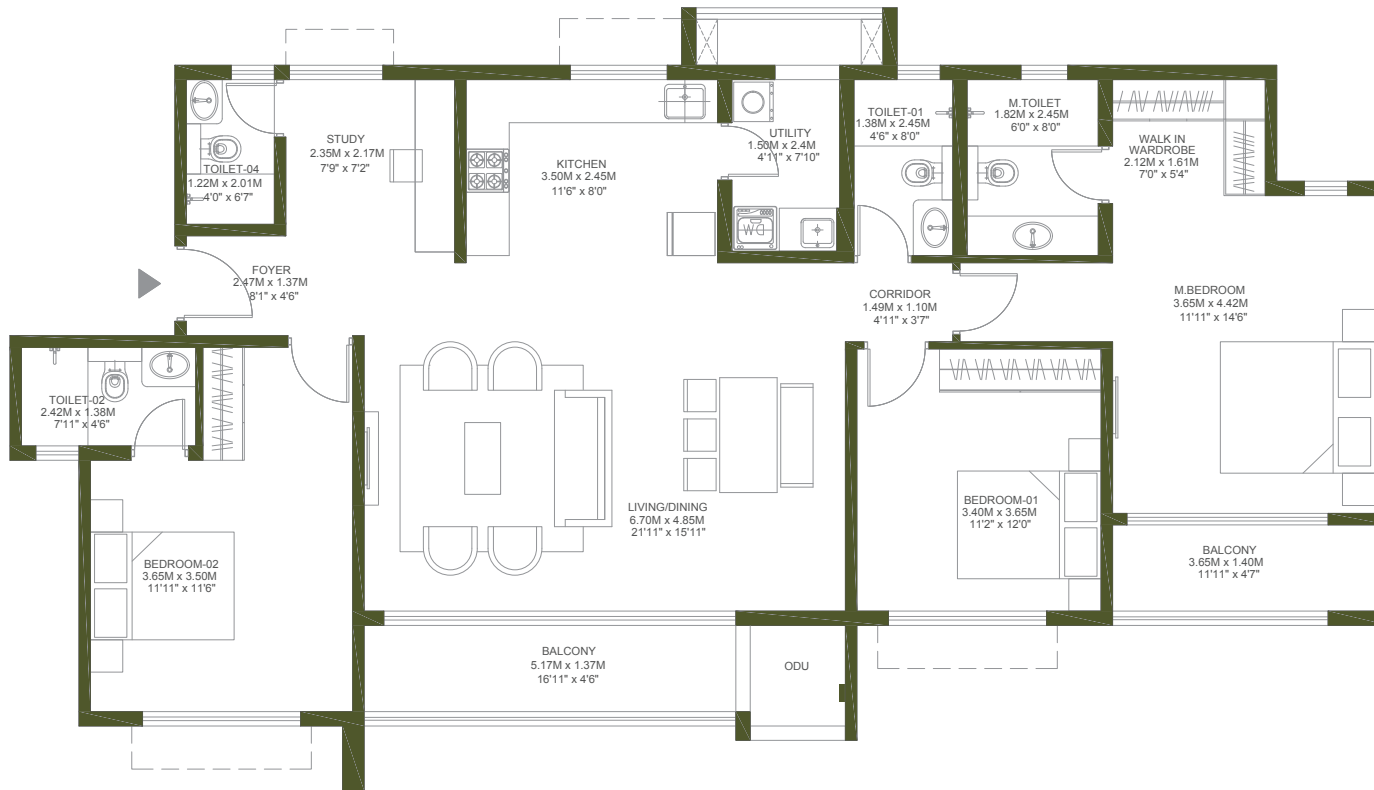 TOILET-04
1.22M x 2.01M
4'0" x 6'7"
STUDY
2.35M x 2.17M
7'9" x 7'2"
KITCHEN
3.50M x 2.45M
11'6" x 8'0"
UTILITY
1.50M x 2.4M
4'11" x 7'10"
DW
TOILET-01
1.38M x 2.45M
4'6" x 8'0"
M.TOILET
1.82M x 2.45M
6'0" x 8'0"
WALK IN
WARDROBE
2.12M x 1.61M
7'0" x 5'4"
FOYER
2.47M x 1.37M
8'1" x 4'6"
CORRIDOR
1.49M x 1.10M
4'11" x 3'7"
M.BEDROOM
3.65M x 4.42M
11'11" x 14'6"
TOILET-02
2.42M x 1.38M
7'11" x 4'6"
LIVING/DINING
6.70M x 4.85M
21'11" x 15'11"
BEDROOM-01
3.40M x 3.65M
11'2" x 12'0"
BEDROOM-02
3.65M x 3.50M
11'11" x 11'6"
BALCONY
3.65M x 1.40M
11'11" x 4'7"
BALCONY
5.17M x 1.37M
16'11" x 4'6"
ODU